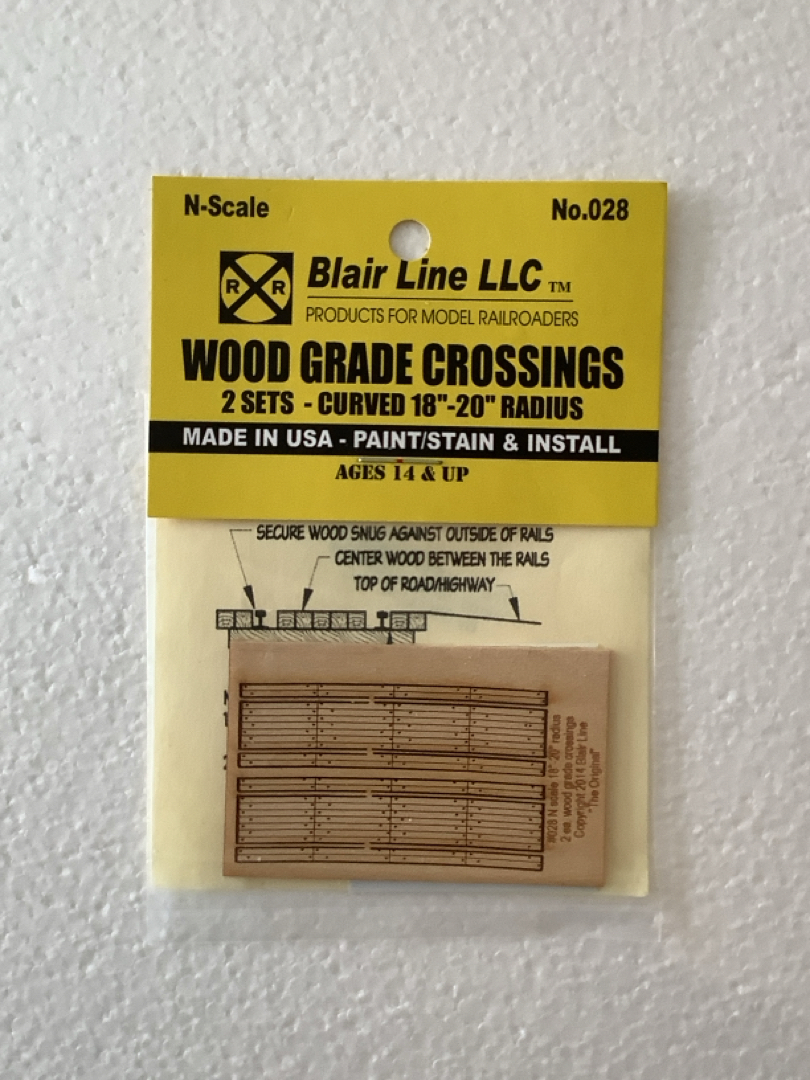 N-Scale No.028
R R
Blair Line LLC TM
PRODUCTS FOR MODEL RAILROADERS
WOOD GRADE CROSSINGS
2 SETS - CURVED 18"-20" RADIUS
MADE IN USA - PAINT/STAIN & INSTALL
AGES 14 & UP
SECURE WOOD SNUG AGAINST OUTSIDE OF RAILS
CENTER WOOD BETWEEN THE RAILS
TOP OF ROAD/HIGHWAY
#028 N scale 18"-20" radius
2 ea. wood grade crossings
Copyright 2014 Blair Line
"The Original"